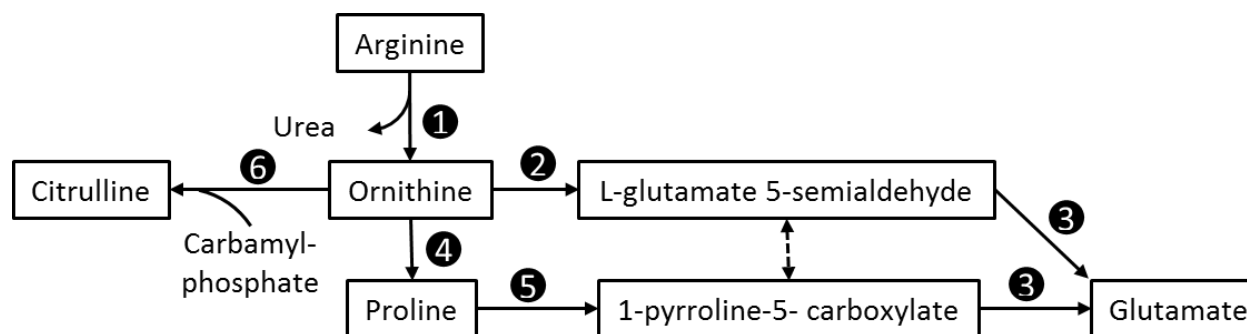 Arginine
Urea
1
6
2
Citrulline
Ornithine
L-glutamate 5-semialdehyde
3
Carbamyl-
phosphate
4
5
3
Proline
1-pyrroline-5- carboxylate
Glutamate